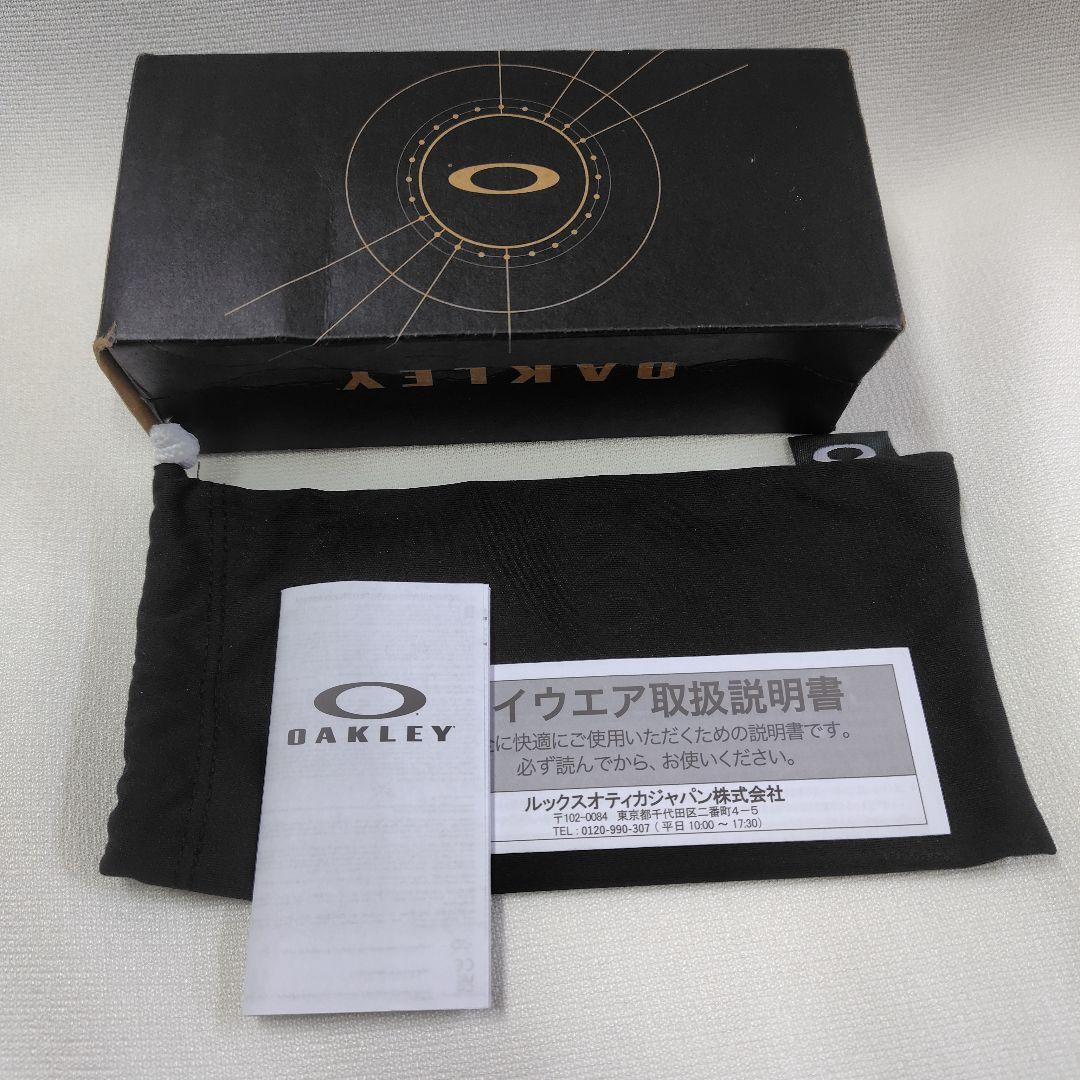 OAKLEY
OAKLEY
イウエア取扱説明書
に快適にご使用いただくための説明書です。
必ず読んでから、お使いください。
ルックスオティカジャパン株式会社
〒102-0084 東京都千代田区二番町4-5
TEL : 0120-990-307 ( 平日 10:00 ~ 17:30)